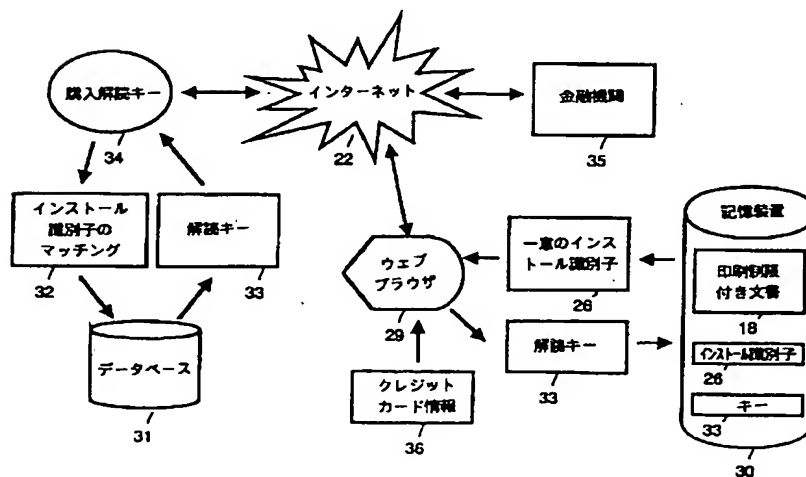 購入解読キー
34
インターネット
22
金融機関
35
インストール
識別子の
マッチング
32
解読キー
33
データベース
31
ウェブ
ブラウザ
29
クレジット
カード情報
36
一意のインス
トール識別子
26
解読キー
33
記憶装置
印刷制限
付き文書
18
インストール識別子
26
キー
33
30